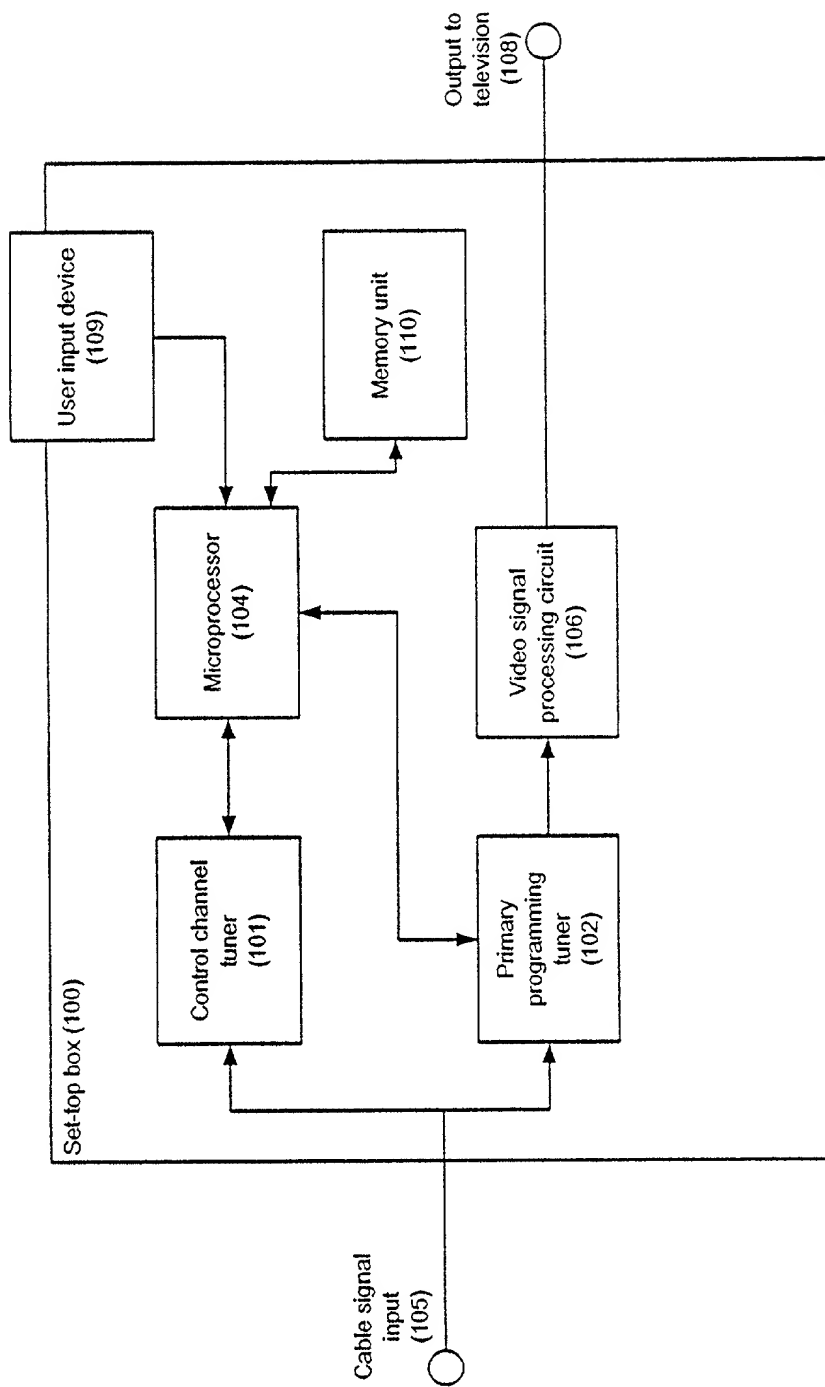 Set-top box (100)
User input device
(109)
Control channel
tuner
(101)
Microprocessor
(104)
Memory unit
(110)
Cable signal
input
(105)
Primary
programming
tuner
(102)
Video signal
processing circuit
(106)
Output to
television
(108)